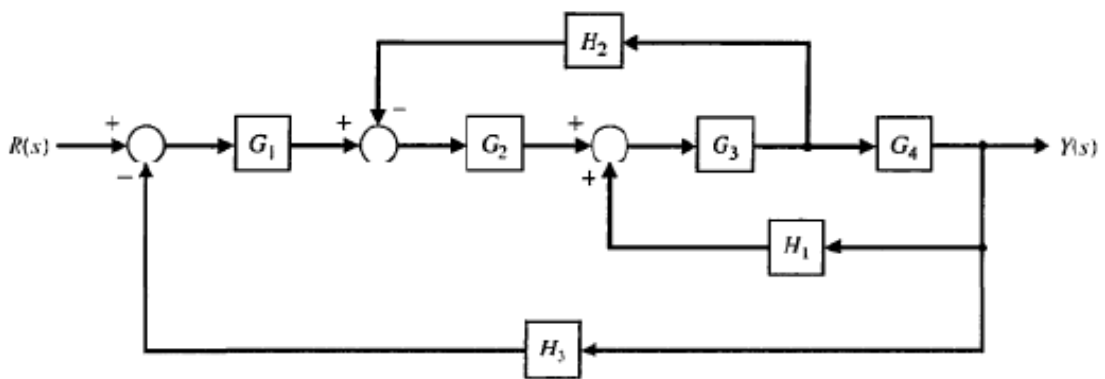 H₂
−
+ + +
R(s) G₁ G₂ G₃ G₄ Y(s)
− +
H₁
H₃